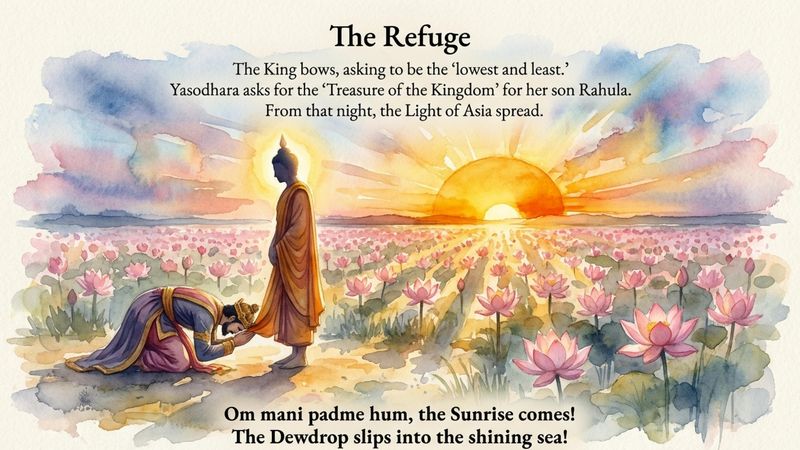 The Refuge
The King bows, asking to be the ‘lowest and least.’
Yasodhara asks for the ‘Treasure of the Kingdom’ for her son Rahula.
From that night, the Light of Asia spread.
Om mani padme hum, the Sunrise comes!
The Dewdrop slips into the shining sea!